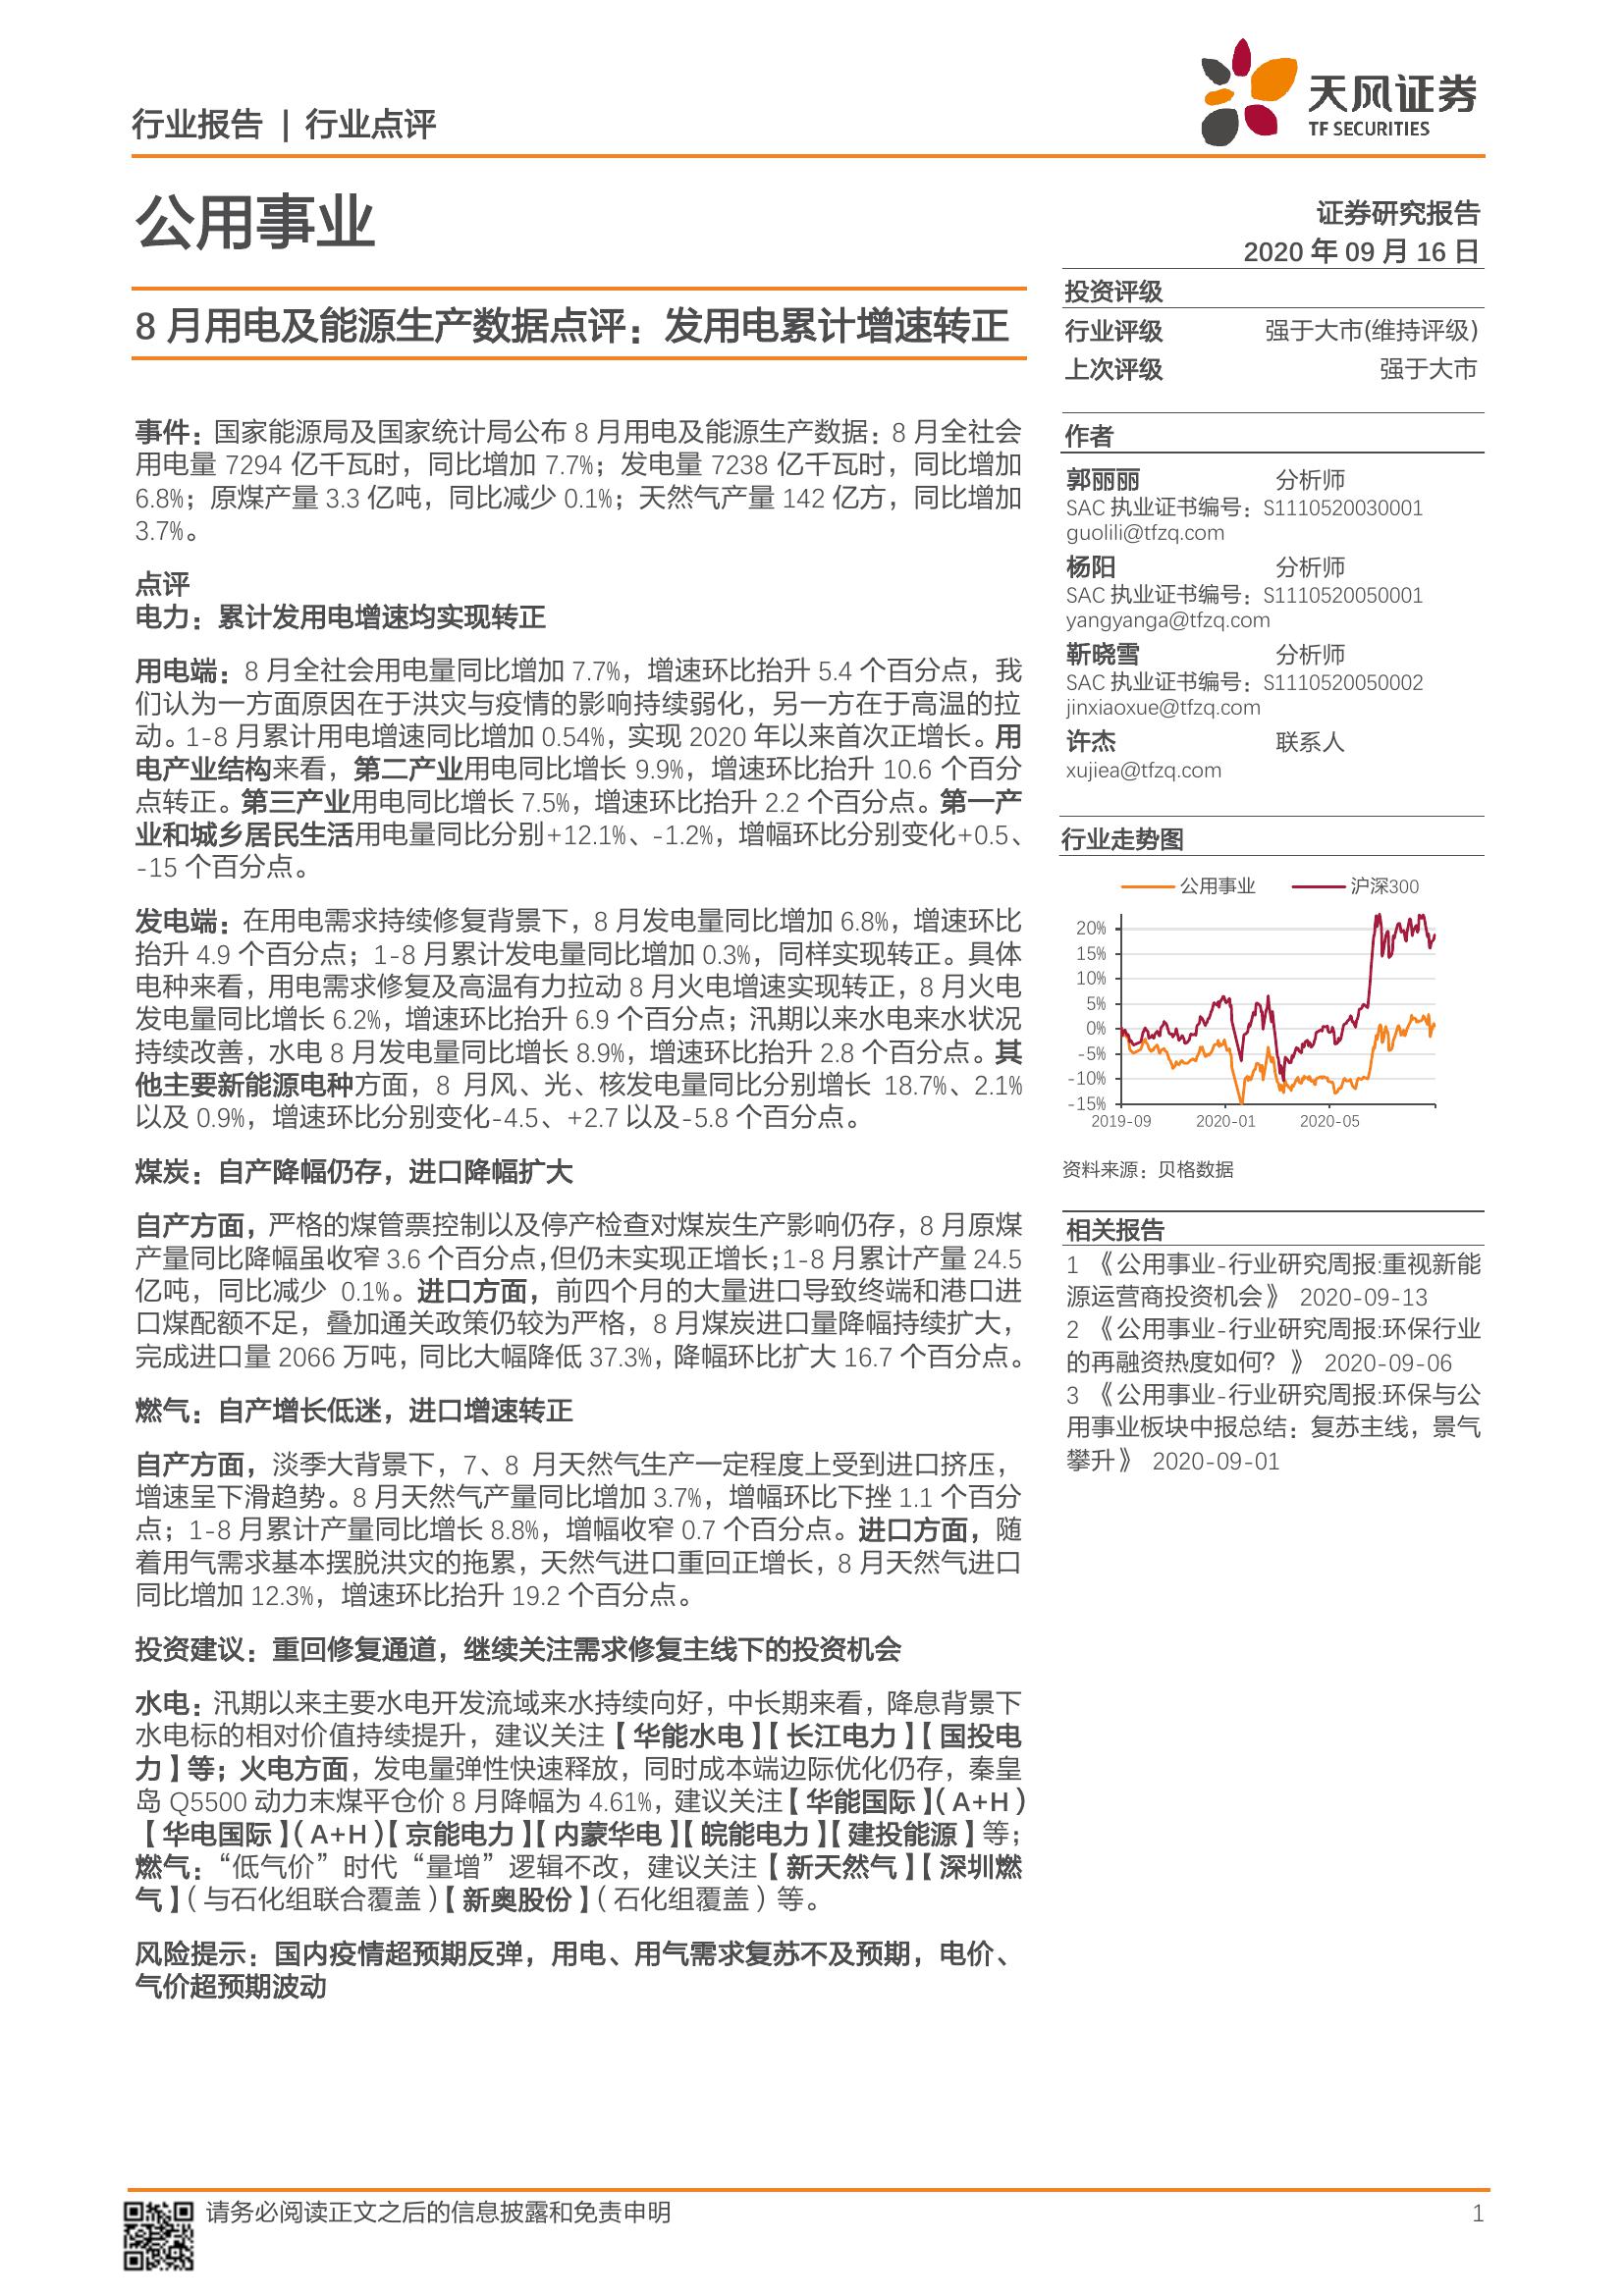 行业报告 | 行业点评
天风证券
TF SECURITIES
公用事业
证券研究报告
2020 年 09 月 16 日
8 月用电及能源生产数据点评：发用电累计增速转正
事件：国家能源局及国家统计局公布 8 月用电及能源生产数据：8 月全社会
用电量 7294 亿千瓦时，同比增加 7.7%；发电量 7238 亿千瓦时，同比增加
6.8%；原煤产量 3.3 亿吨，同比减少 0.1%；天然气产量 142 亿方，同比增加
3.7%。
点评
电力：累计发用电增速均实现转正
用电端：8 月全社会用电量同比增加 7.7%，增速环比抬升 5.4 个百分点，我
们认为一方面原因在于洪灾与疫情的影响持续弱化，另一方在于高温的拉
动。1-8 月累计用电增速同比增加 0.54%，实现 2020 年以来首次正增长。用
电产业结构来看，第二产业用电同比增长 9.9%，增速环比抬升 10.6 个百分
点转正。第三产业用电同比增长 7.5%，增速环比抬升 2.2 个百分点。第一产
业和城乡居民生活用电量同比分别+12.1%、-1.2%，增幅环比分别变化+0.5、
-15 个百分点。
发电端：在用电需求持续修复背景下，8 月发电量同比增加 6.8%，增速环比
抬升 4.9 个百分点；1-8 月累计发电量同比增加 0.3%，同样实现转正。具体
电种来看，用电需求修复及高温有力拉动 8 月火电增速实现转正，8 月火电
发电量同比增长 6.2%，增速环比抬升 6.9 个百分点；汛期以来水电来水状况
持续改善，水电 8 月发电量同比增长 8.9%，增速环比抬升 2.8 个百分点。其
他主要新能源电种方面，8 月风、光、核发电量同比分别增长 18.7%、2.1%
以及 0.9%，增速环比分别变化-4.5、+2.7 以及-5.8 个百分点。
煤炭：自产降幅仍存，进口降幅扩大
自产方面，严格的煤管票控制以及停产检查对煤炭生产影响仍存，8 月原煤
产量同比降幅虽收窄 3.6 个百分点，但仍未实现正增长；1-8 月累计产量 24.5
亿吨，同比减少 0.1%。进口方面，前四个月的大量进口导致终端和港口进
口煤配额不足，叠加通关政策仍较为严格，8 月煤炭进口量降幅持续扩大，
完成进口量 2066 万吨，同比大幅降低 37.3%，降幅环比扩大 16.7 个百分点。
燃气：自产增长低迷，进口增速转正
自产方面，淡季大背景下，7、8 月天然气生产一定程度上受到进口挤压，
增速呈下滑趋势。8 月天然气产量同比增加 3.7%，增幅环比下挫 1.1 个百分
点；1-8 月累计产量同比增长 8.8%，增幅收窄 0.7 个百分点。进口方面，随
着用气需求基本摆脱洪灾的拖累，天然气进口重回正增长，8 月天然气进口
同比增加 12.3%，增速环比抬升 19.2 个百分点。
投资建议：重回修复通道，继续关注需求修复主线下的投资机会
水电：汛期以来主要水电开发流域来水持续向好，中长期来看，降息背景下
水电标的相对价值持续提升，建议关注【华能水电】【长江电力】【国投电
力】等；火电方面，发电量弹性快速释放，同时成本端边际优化仍存，秦皇
岛 Q5500 动力末煤平仓价 8 月降幅为 4.61%，建议关注【华能国际】（A+H）
【华电国际】（A+H）【京能电力】【内蒙华电】【皖能电力】【建投能源】等；
燃气：“低气价”时代“量增”逻辑不改，建议关注【新天然气】【深圳燃
气】（与石化组联合覆盖）【新奥股份】（石化组覆盖）等。
风险提示：国内疫情超预期反弹，用电、用气需求复苏不及预期，电价、
气价超预期波动
投资评级
行业评级 强于大市(维持评级)
上次评级 强于大市
作者
郭丽丽 分析师
SAC 执业证书编号：S1110520030001
guolili@tfzq.com
杨阳 分析师
SAC 执业证书编号：S1110520050001
yangyanga@tfzq.com
靳晓雪 分析师
SAC 执业证书编号：S1110520050002
jinxiaoxue@tfzq.com
许杰 联系人
xujiea@tfzq.com
行业走势图
公用事业 沪深300
20%
15%
10%
5%
0%
-5%
-10%
-15%
2019-09 2020-01 2020-05
资料来源：贝格数据
相关报告
1 《公用事业-行业研究周报:重视新能
源运营商投资机会》 2020-09-13
2 《公用事业-行业研究周报:环保行业
的再融资热度如何？》 2020-09-06
3 《公用事业-行业研究周报:环保与公
用事业板块中报总结：复苏主线，景气
攀升》 2020-09-01
请务必阅读正文之后的信息披露和免责申明
1